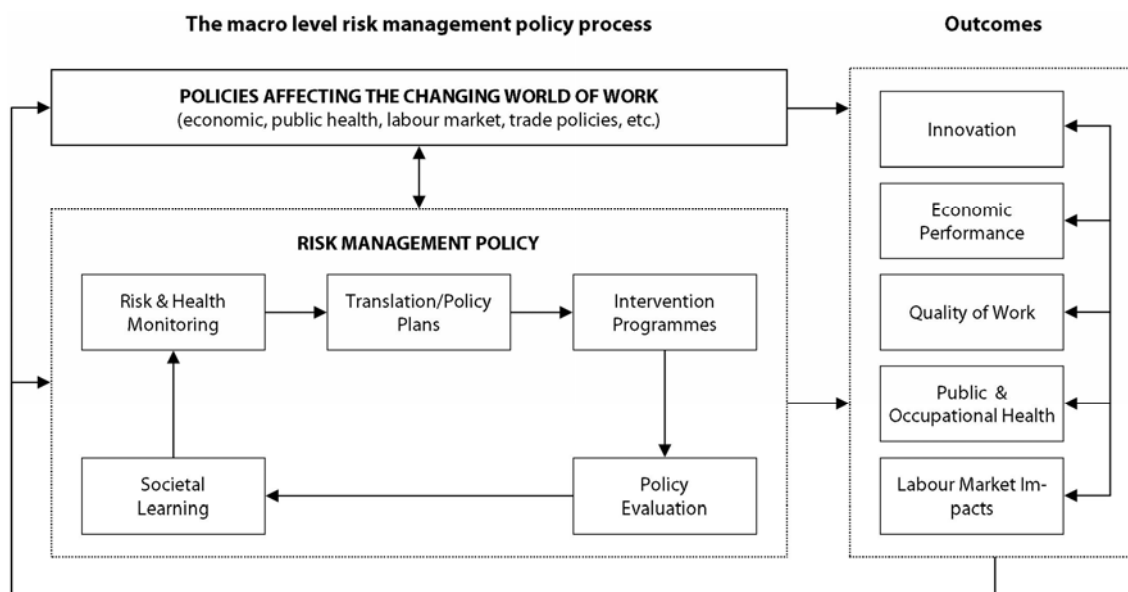 The macro level risk management policy process
Outcomes
POLICIES AFFECTING THE CHANGING WORLD OF WORK
(economic, public health, labour market, trade policies, etc.)
RISK MANAGEMENT POLICY
Risk & Health
Monitoring
Translation/Policy
Plans
Intervention
Programmes
Societal
Learning
Policy
Evaluation
Innovation
Economic
Performance
Quality of Work
Public &
Occupational Health
Labour Market Im-
pacts